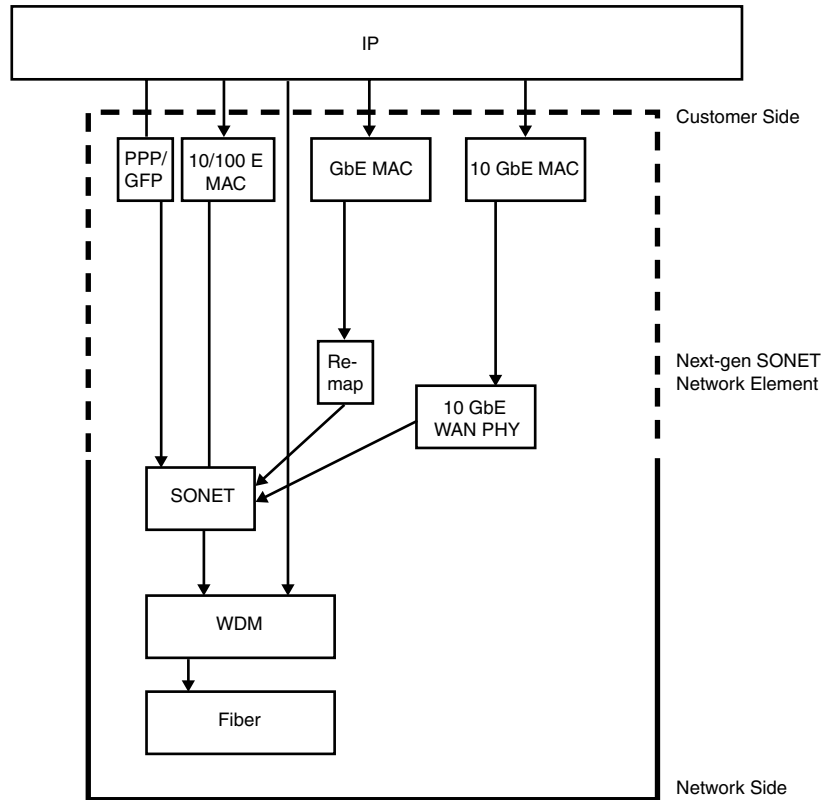 IP
Customer Side
PPP/
GFP
10/100 E
MAC
GbE MAC
10 GbE MAC
Re-
map
Next-gen SONET
Network Element
10 GbE
WAN PHY
SONET
WDM
Fiber
Network Side